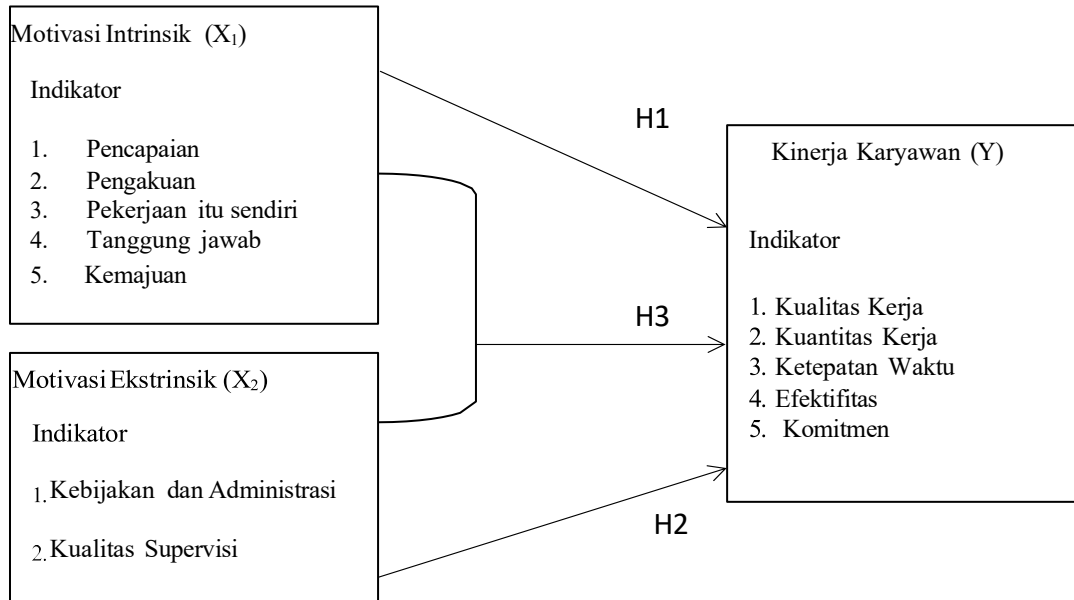 Motivasi Intrinsik (X₁)
Indikator
1. Pencapaian
2. Pengakuan
3. Pekerjaan itu sendiri
4. Tanggung jawab
5. Kemajuan
Motivasi Ekstrinsik (X₂)
Indikator
1. Kebijakan dan Administrasi
2. Kualitas Supervisi
H1
H3
H2
Kinerja Karyawan (Y)
Indikator
1. Kualitas Kerja
2. Kuantitas Kerja
3. Ketepatan Waktu
4. Efektifitas
5. Komitmen